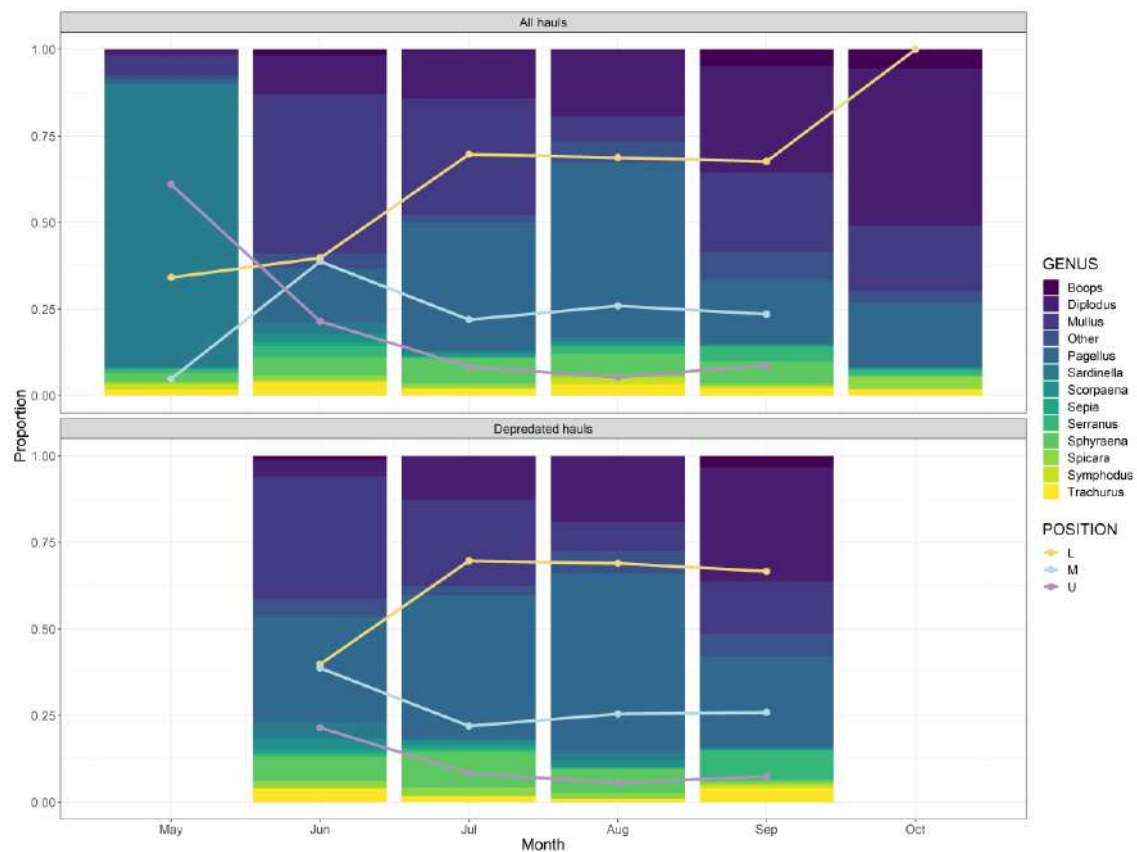 All hauls
1.00
0.75
0.50
0.25
0.00
Depredated hauls
1.00
0.75
0.50
0.25
0.00
Proportion
May Jun Jul Aug Sep Oct
Month
GENUS
Boops
Diplodus
Mullus
Other
Pagellus
Sardinella
Scorpaena
Sepia
Serranus
Sphyraena
Spicara
Symphodus
Trachurus
POSITION
L
M
U